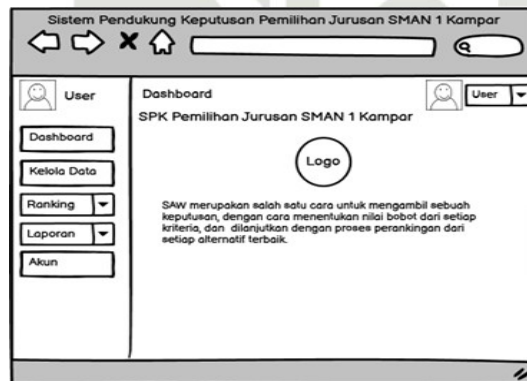 Sistem Pendukung Keputusan Pemilihan Jurusan SMAN 1 Kampar
User
Dashboard
Kelola Data
Ranking
Laporan
Akun
Dashboard
User
SPK Pemilihan Jurusan SMAN 1 Kampar
Logo
SAW merupakan salah satu cara untuk mengambil sebuah
keputusan, dengan cara menentukan nilai bobot dari setiap
kriteria, dan dilanjutkan dengan proses perankingan dari
setiap alternatif terbaik.